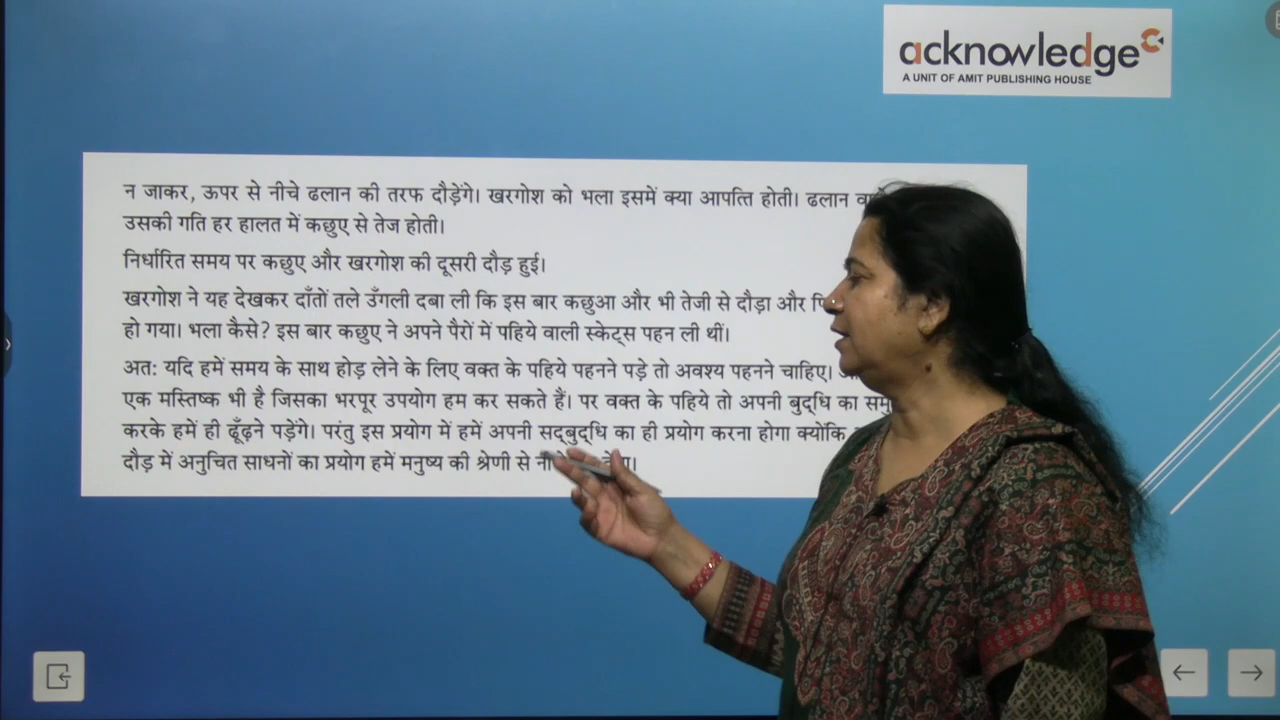 acknowledge
A UNIT OF AMIT PUBLISHING HOUSE
न जाकर, ऊपर से नीचे ढलान की तरफ दौड़ेंगे। खरगोश को भला इसमें क्या आपत्ति होती। ढलान
उसकी गति हर हालत में कछुए से तेज होती।
निर्धारित समय पर कछुए और खरगोश की दूसरी दौड़ हुई।
खरगोश ने यह देखकर दाँतों तले उँगली दबा ली कि इस बार कछुआ और भी तेजी से दौड़ा और
हो गया। भला कैसे? इस बार कछुए ने अपने पैरों में पहिये वाली स्केट्स पहन ली थीं।
अत: यदि हमें समय के साथ होड़ लेने के लिए वक्त के पहिये पहनने पड़े तो अवश्य पहनने चाहिए।
एक मस्तिष्क भी है जिसका भरपूर उपयोग हम कर सकते हैं। पर वक्त के पहिये तो अपनी बुद्धि का
करके हमें ही ढूँढ़ने पड़ेंगे। परंतु इस प्रयोग में हमें अपनी सद्बुद्धि का ही प्रयोग करना होगा क्योंकि
दौड़ में अनुचित साधनों का प्रयोग हमें मनुष्य की श्रेणी से